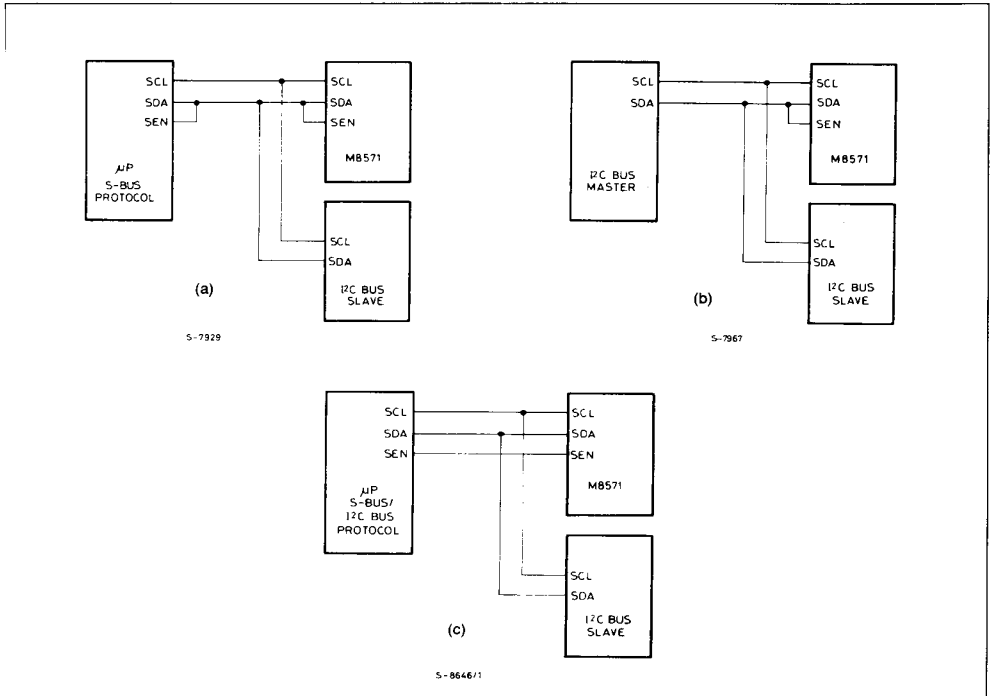 SCL
SDA
SEN
μP
S-BUS
PROTOCOL
SCL
SDA
SEN
M8571
SCL
SDA
I²C BUS
SLAVE
(a)
S-7929
SCL
SDA
I²C BUS
MASTER
SCL
SDA
SEN
M8571
SCL
SDA
I²C BUS
SLAVE
(b)
S-7967
SCL
SDA
SEN
μP
S-BUS/
I²C BUS
PROTOCOL
SCL
SDA
SEN
M8571
SCL
SDA
I²C BUS
SLAVE
(c)
S-8646/1